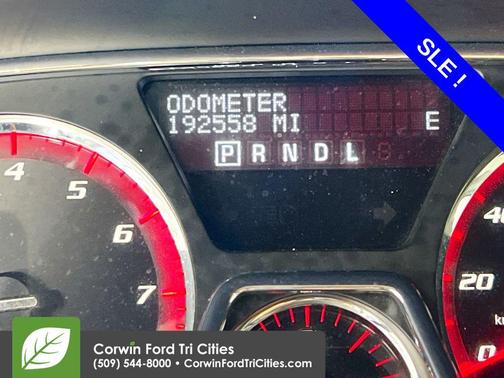 SLE !
ODOMETER
192558 MI E
P R N D L
4
5
6
7
40
20
0
Corwin Ford Tri Cities
(509) 544-8000 • CorwinFordTriCities.com